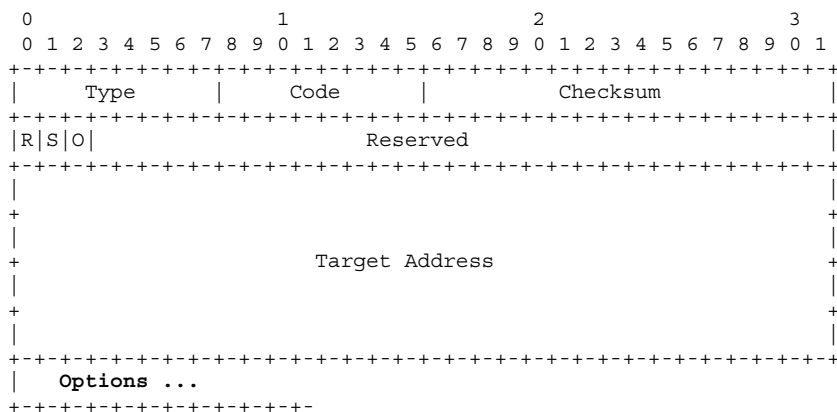 0                   1                   2                   3
0 1 2 3 4 5 6 7 8 9 0 1 2 3 4 5 6 7 8 9 0 1 2 3 4 5 6 7 8 9 0 1
+-+-+-+-+-+-+-+-+-+-+-+-+-+-+-+-+-+-+-+-+-+-+-+-+-+-+-+-+-+-+-+-+
|     Type      |     Code      |          Checksum             |
+-+-+-+-+-+-+-+-+-+-+-+-+-+-+-+-+-+-+-+-+-+-+-+-+-+-+-+-+-+-+-+-+
|R|S|O|                     Reserved                            |
+-+-+-+-+-+-+-+-+-+-+-+-+-+-+-+-+-+-+-+-+-+-+-+-+-+-+-+-+-+-+-+-+
|                                                               |
+                                                               +
|                                                               |
+                       Target Address                          +
|                                                               |
+                                                               +
|                                                               |
+-+-+-+-+-+-+-+-+-+-+-+-+-+-+-+-+-+-+-+-+-+-+-+-+-+-+-+-+-+-+-+-+
|   Options ...
+-+-+-+-+-+-+-+-+-+-+-+-